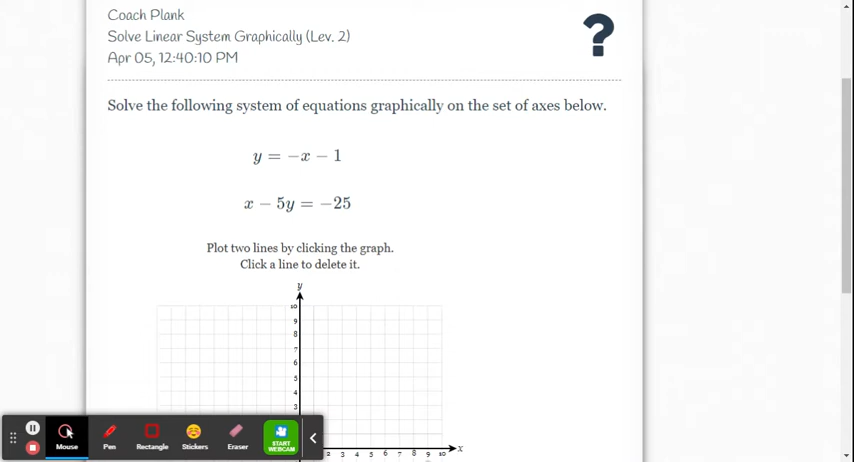 Coach Plank
Solve Linear System Graphically (Lev. 2)
Apr 05, 12:40:10 PM
?
Solve the following system of equations graphically on the set of axes below.
y = −x − 1
x − 5y = −25
Plot two lines by clicking the graph.
Click a line to delete it.
y
10
9
8
7
6
5
4
3
2 3 4 5 6 7 8 9 10 x
Mouse Pen Rectangle Stickers Eraser START WEBCAM